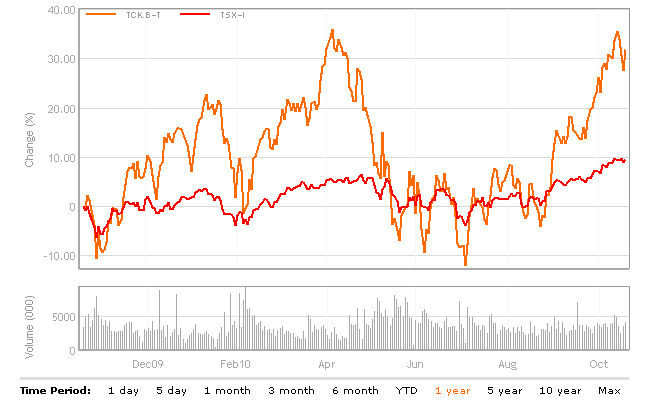 40.00
TCK.B-T TSX-I
30.00
20.00
10.00
0
-10.00
Change (%)
5000
0
Volume (000)
Dec09 Feb10 Apr Jun Aug Oct
Time Period: 1 day 5 day 1 month 3 month 6 month YTD 1 year 5 year 10 year Max